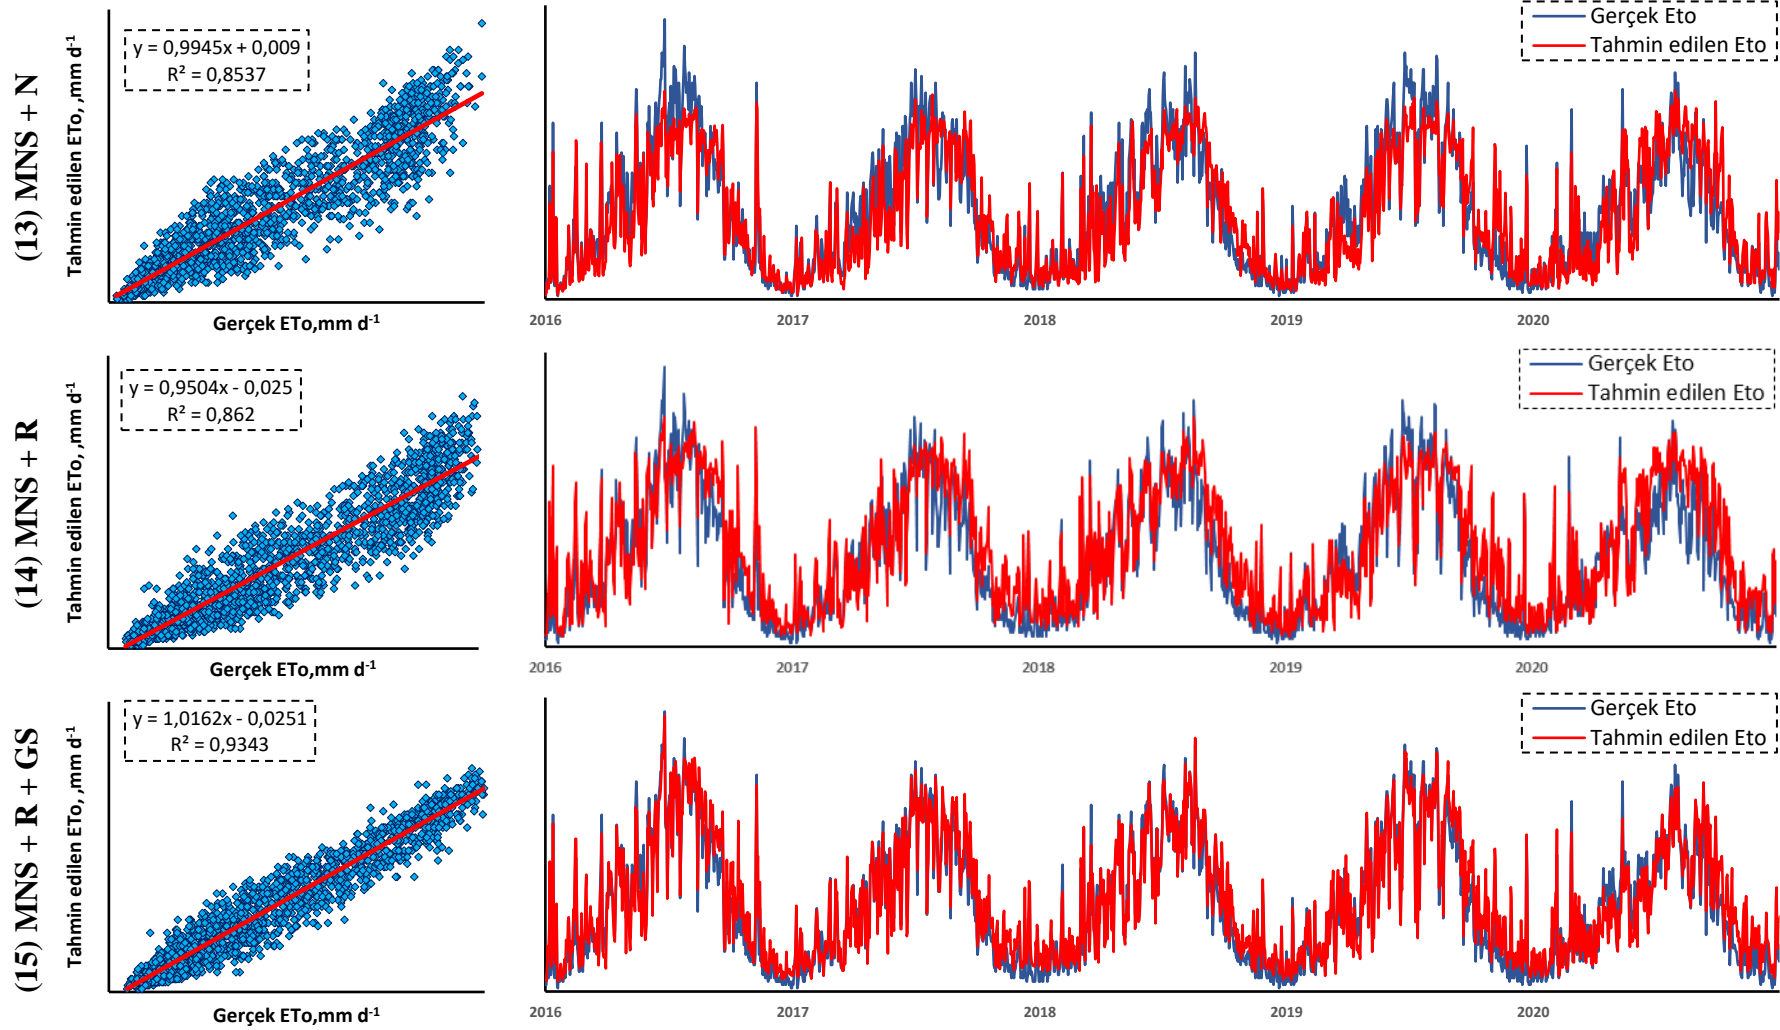 (13) MNS + N
Tahmin edilen ETo, ,mm d⁻¹
y = 0,9945x + 0,009
R² = 0,8537
Gerçek ETo,mm d⁻¹
Gerçek Eto
Tahmin edilen Eto
2016 2017 2018 2019 2020
(14) MNS + R
Tahmin edilen ETo, ,mm d⁻¹
y = 0,9504x - 0,025
R² = 0,862
Gerçek ETo,mm d⁻¹
Gerçek Eto
Tahmin edilen Eto
2016 2017 2018 2019 2020
(15) MNS + R + GS
Tahmin edilen ETo, ,mm d⁻¹
y = 1,0162x - 0,0251
R² = 0,9343
Gerçek ETo,mm d⁻¹
Gerçek Eto
Tahmin edilen Eto
2016 2017 2018 2019 2020